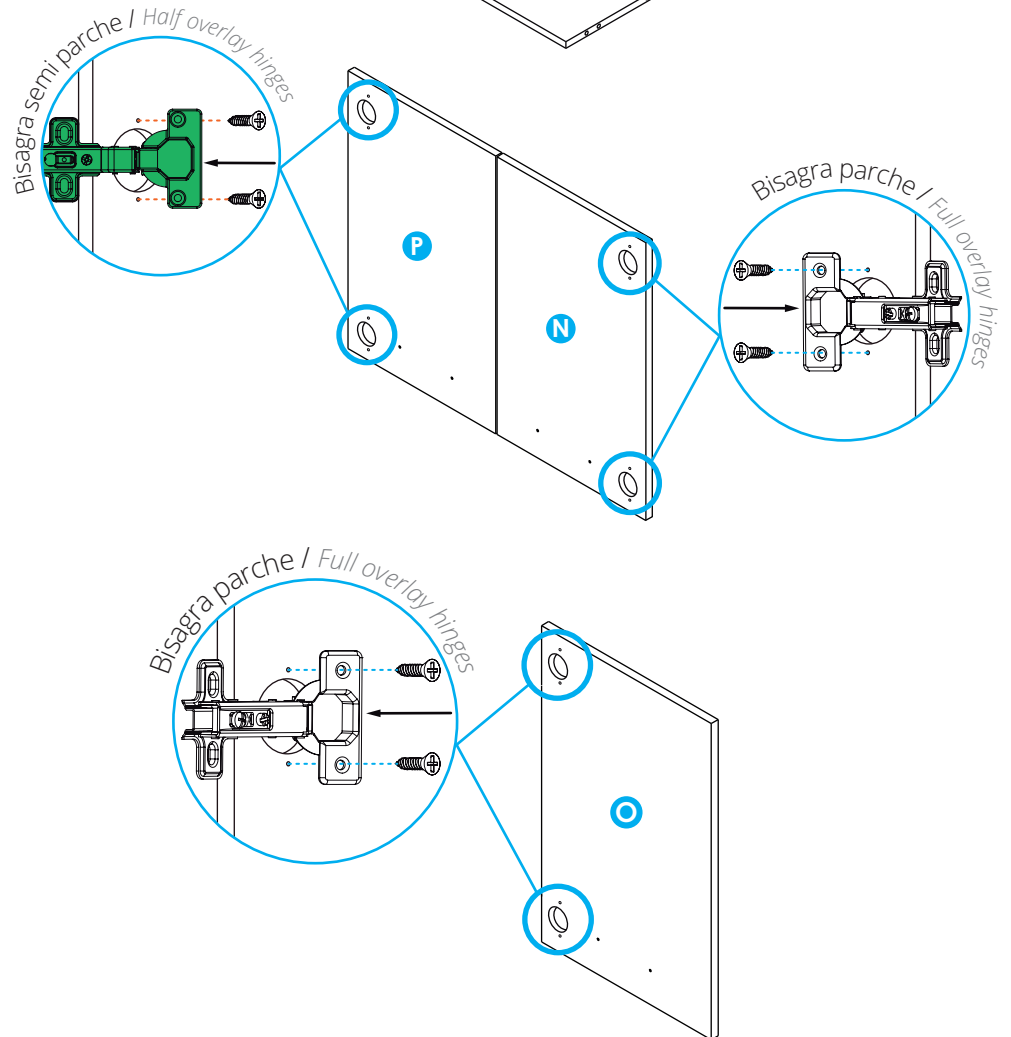 Bisagra semi parche / Half overlay hinges
P
Bisagra parche / Full overlay hinges
N
Bisagra parche / Full overlay hinges
O